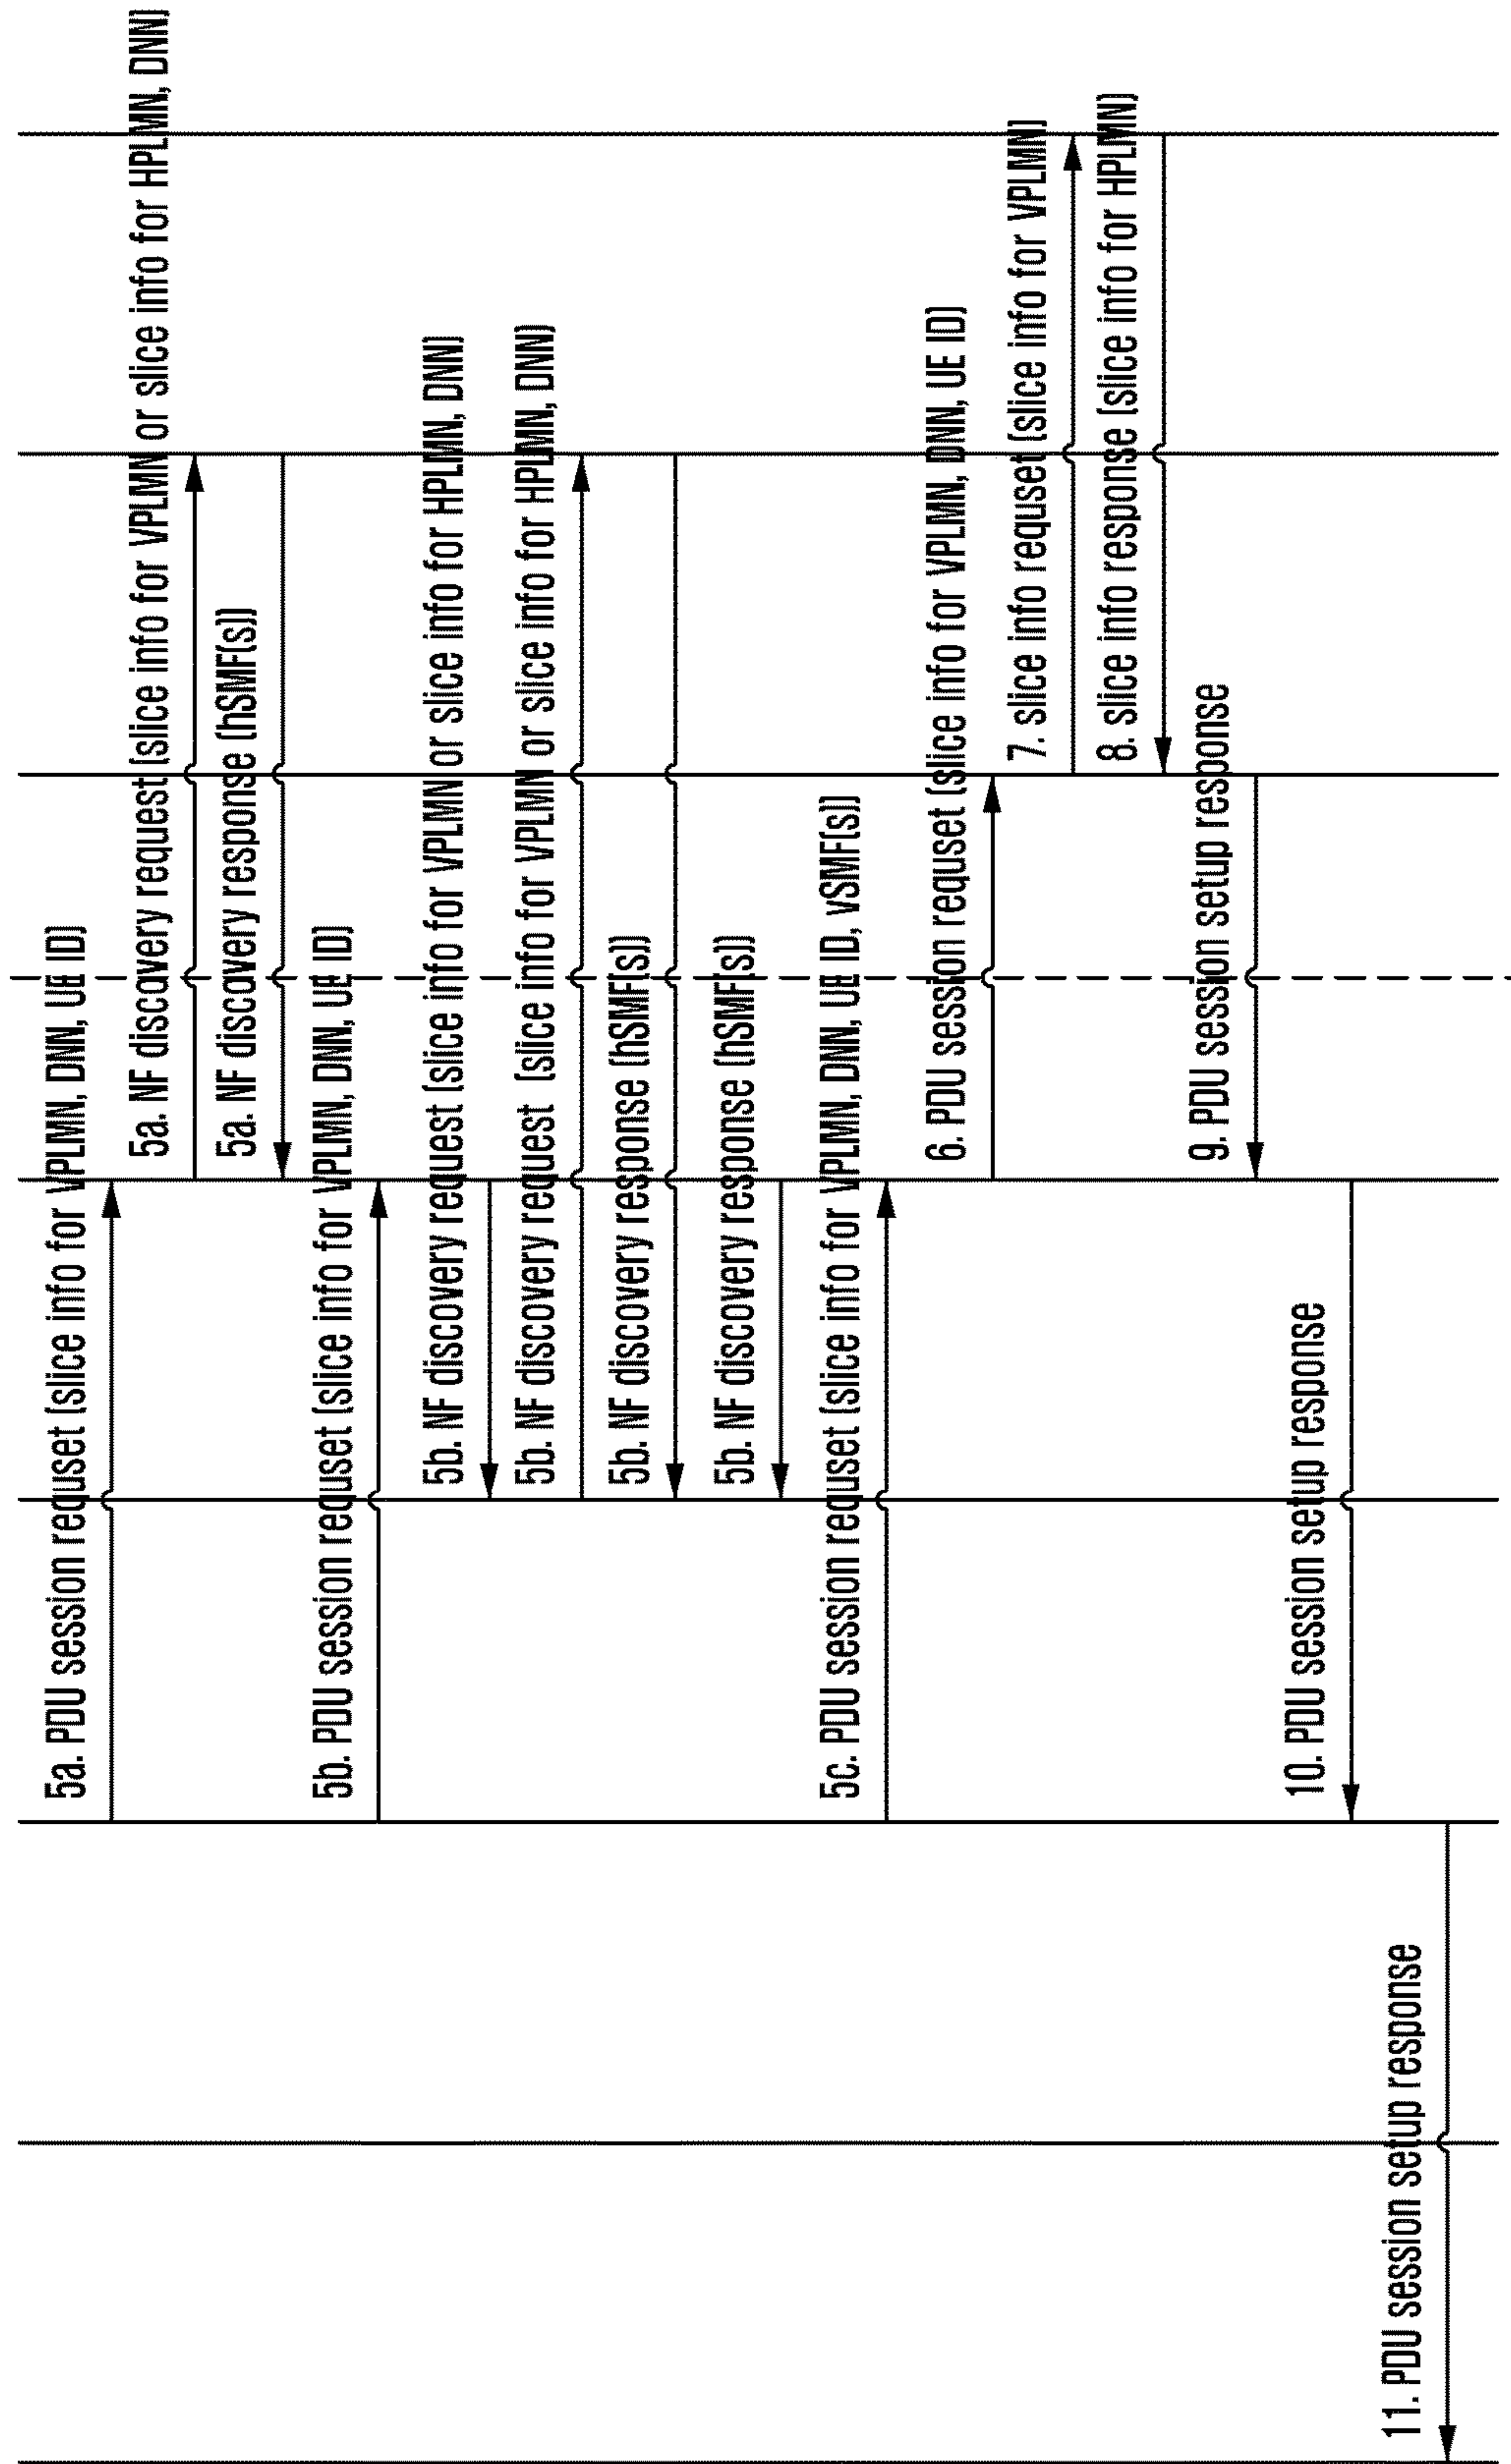 5a. PDU session requset (slice info for VPLMN, DNN, UE ID)
5a. NF discovery request (slice info for VPLMN or slice info for HPLMN, DNN)
5a. NF discovery response (hSMF(s))
5b. PDU session requset (slice info for VPLMN, DNN, UE ID)
5b. NF discovery request (slice info for VPLMN or slice info for HPLMN, DNN)
5b. NF discovery request (slice info for VPLMN or slice info for HPLMN, DNN)
5b. NF discovery response (hSMF(s))
5b. NF discovery response (hSMF(s))
5c. PDU session requset (slice info for VPLMN, DNN, UE ID, vSMF(s))
6. PDU session requset (slice info for VPLMN, DNN, UE ID)
7. slice info requset (slice info for VPLMN)
8. slice info response (slice info for HPLMN)
9. PDU session setup response
10. PDU session setup response
11. PDU session setup response